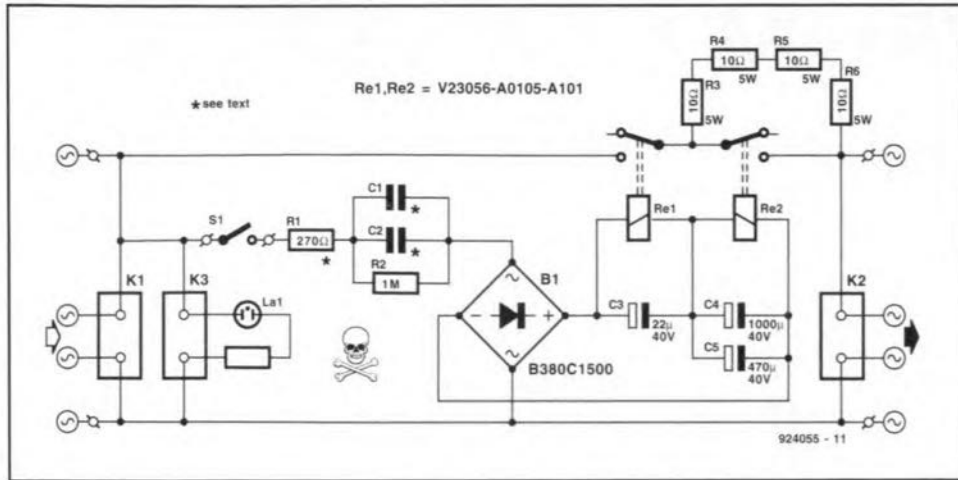 Re1,Re2 = V23056-A0105-A101
* see text
R4
10Ω
5W
R5
10Ω
5W
R3
10Ω
5W
R6
10Ω
5W
S1
R1
270Ω
*
C1
*
C2
*
R2
1M
Re1
Re2
K1
K3
La1
B1
~
−
+
~
B380C1500
C3
22µ
40V
C4
1000µ
40V
C5
470µ
40V
K2
924055 - 11